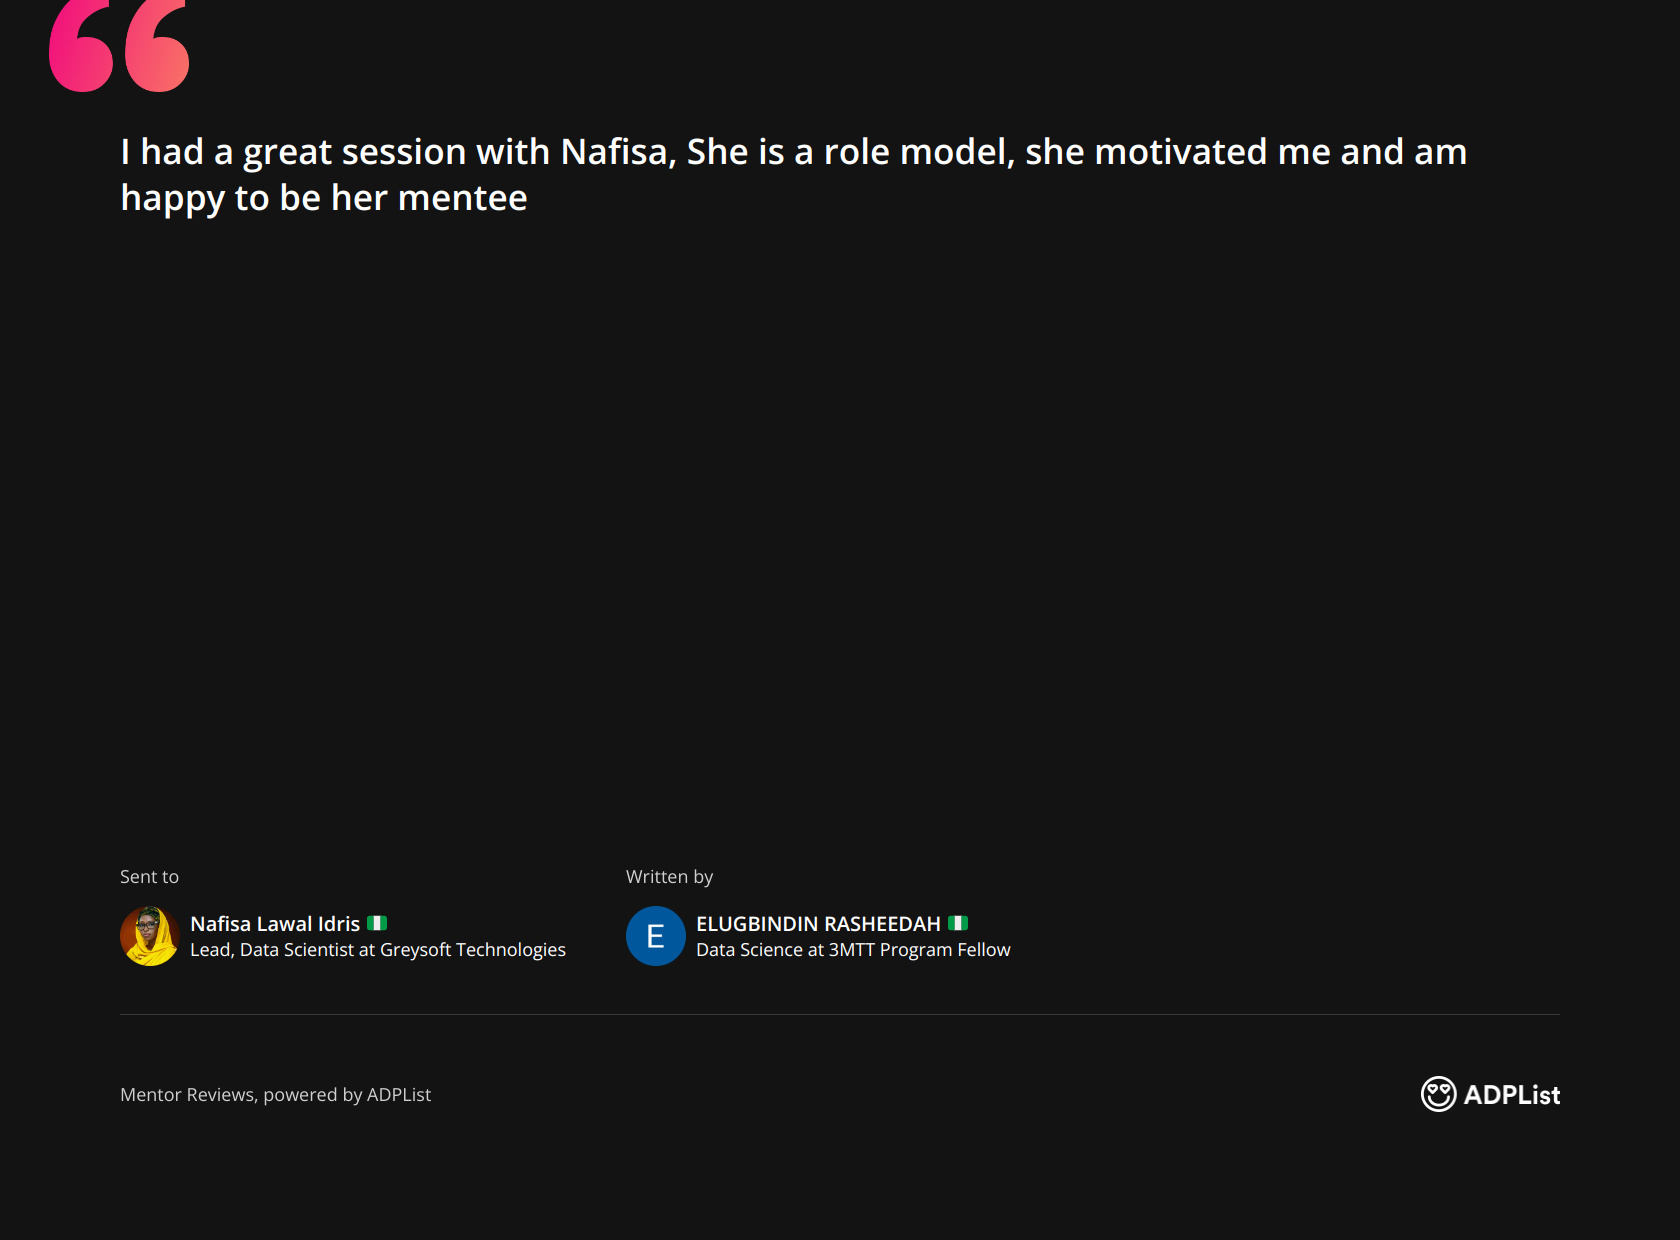 I had a great session with Nafisa, She is a role model, she motivated me and am
happy to be her mentee
Sent to
Nafisa Lawal Idris
Lead, Data Scientist at Greysoft Technologies
Written by
E
ELUGBINDIN RASHEEDAH
Data Science at 3MTT Program Fellow
Mentor Reviews, powered by ADPList
ADPList